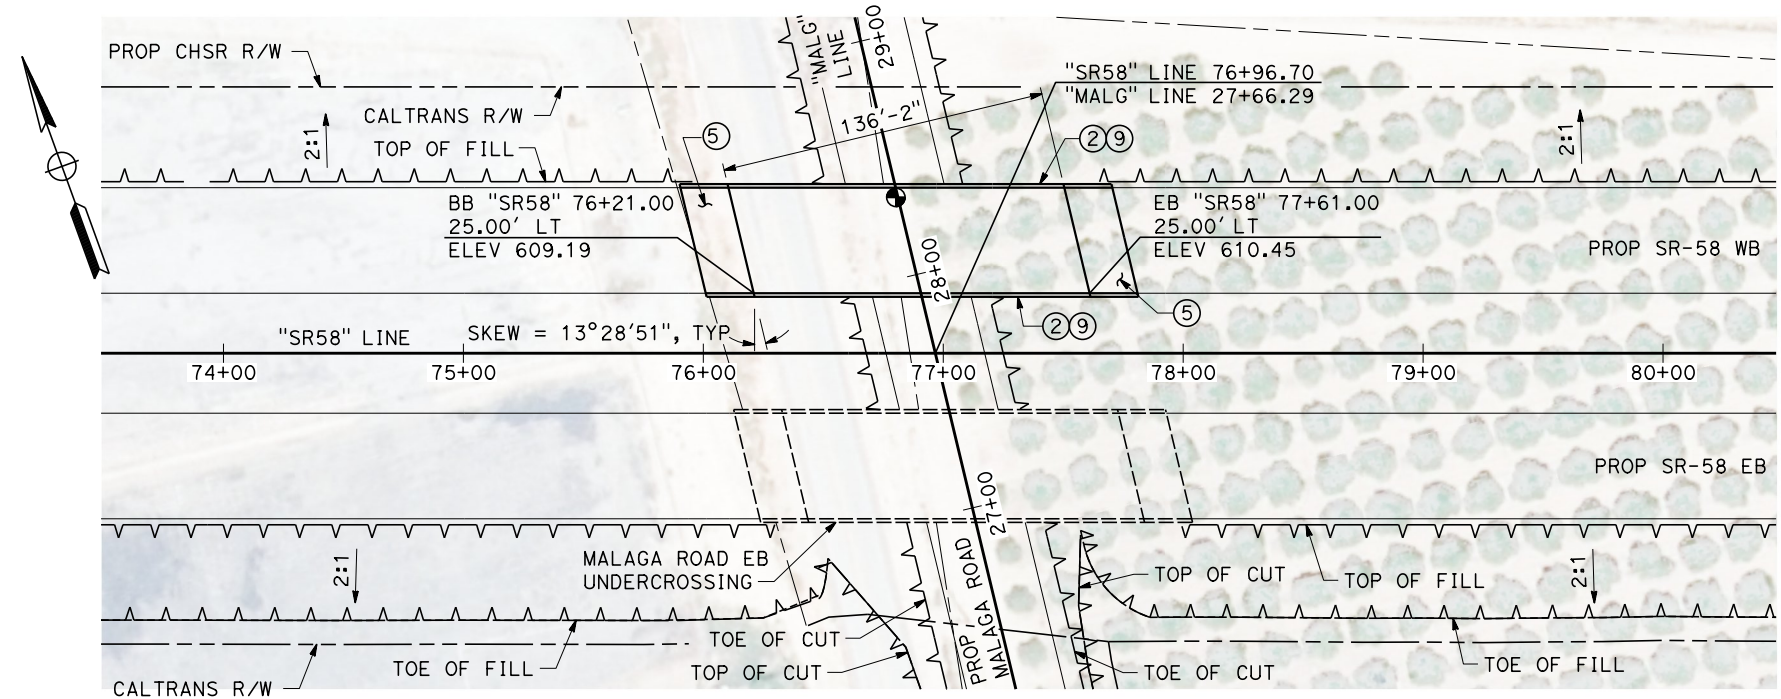 PROP CHSR R/W
CALTRANS R/W
2:1
TOP OF FILL
"MALG"
LINE
29+00
136'-2"
"SR58" LINE 76+96.70
"MALG" LINE 27+66.29
5
2 9
2:1
BB "SR58" 76+21.00
25.00' LT
ELEV 609.19
EB "SR58" 77+61.00
25.00' LT
ELEV 610.45
PROP SR-58 WB
28+00
5
2 9
"SR58" LINE
SKEW = 13°28'51", TYP
74+00
75+00
76+00
77+00
78+00
79+00
80+00
PROP SR-58 EB
27+00
MALAGA ROAD EB
UNDERCROSSING
2:1
PROP
MALAGA ROAD
TOP OF CUT
TOP OF FILL
2:1
TOE OF CUT
TOE OF FILL
TOP OF CUT
TOE OF CUT
TOE OF FILL
CALTRANS R/W